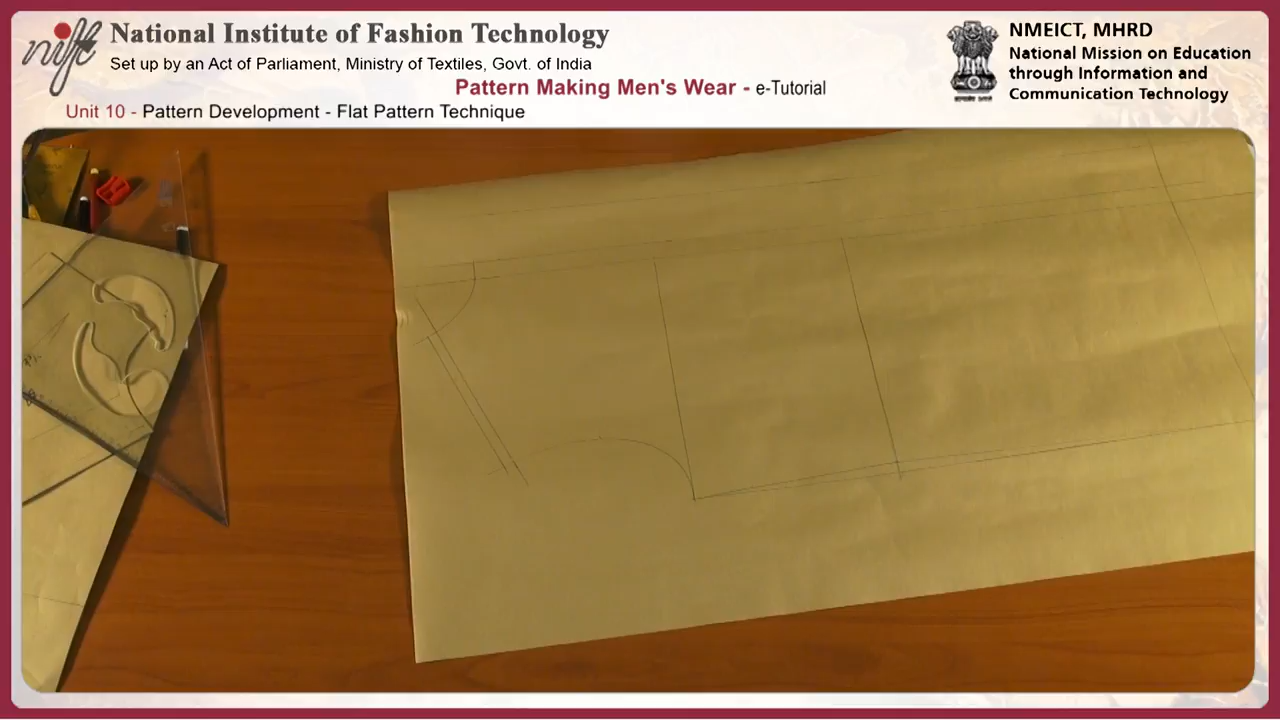 nift
National Institute of Fashion Technology
Set up by an Act of Parliament, Ministry of Textiles, Govt. of India
Pattern Making Men's Wear - e-Tutorial
Unit 10 - Pattern Development - Flat Pattern Technique
NMEICT, MHRD
National Mission on Education
through Information and
Communication Technology